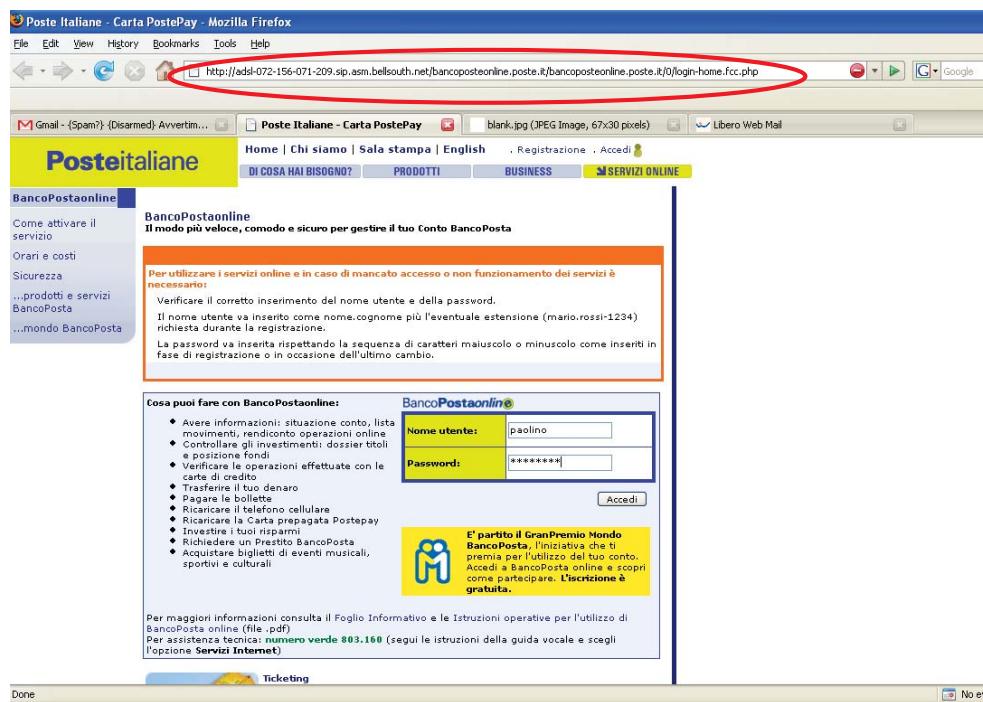 Poste Italiane - Carta PostePay - Mozilla Firefox
File Edit View History Bookmarks Tools Help
http://adsl-072-156-071-209.sip.asm.bellsouth.net/bancoposteonline.poste.it/bancoposteonline.poste.it/0/login-home.fcc.php
G Google
Gmail - {Spam?} {Disarmed} Avvertim... Poste Italiane - Carta PostePay blank.jpg (JPEG Image, 67x30 pixels) Libero Web Mail
Posteitaliane
Home | Chi siamo | Sala stampa | English . Registrazione . Accedi
DI COSA HAI BISOGNO? PRODOTTI BUSINESS SERVIZI ONLINE
BancoPostaonline
Come attivare il
servizio
Orari e costi
Sicurezza
...prodotti e servizi
BancoPosta
...mondo BancoPosta
BancoPostaonline
Il modo più veloce, comodo e sicuro per gestire il tuo Conto BancoPosta
Per utilizzare i servizi online e in caso di mancato accesso o non funzionamento dei servizi è
necessario:
Verificare il corretto inserimento del nome utente e della password.
Il nome utente va inserito come nome.cognome più l'eventuale estensione (mario.rossi-1234)
richiesta durante la registrazione.
La password va inserita rispettando la sequenza di caratteri maiuscolo o minuscolo come inseriti in
fase di registrazione o in occasione dell'ultimo cambio.
Cosa puoi fare con BancoPostaonline:
Avere informazioni: situazione conto, lista
movimenti, rendiconto operazioni online
Controllare gli investimenti: dossier titoli
e posizione fondi
Verificare le operazioni effettuate con le
carte di credito
Trasferire il tuo denaro
Pagare le bollette
Ricaricare il telefono cellulare
Ricaricare la Carta prepagata Postepay
Investire i tuoi risparmi
Richiedere un Prestito BancoPosta
Acquistare biglietti di eventi musicali,
sportivi e culturali
BancoPostaonline
Nome utente: paolino
Password: ********
Accedi
E' partito il GranPremio Mondo
BancoPosta, l'iniziativa che ti
premia per l'utilizzo del tuo conto.
Accedi a BancoPosta online e scopri
come partecipare. L'iscrizione è
gratuita.
Per maggiori informazioni consulta il Foglio Informativo e le Istruzioni operative per l'utilizzo di
BancoPosta online (file .pdf)
Per assistenza tecnica: numero verde 803.160 (segui le istruzioni della guida vocale e scegli
l'opzione Servizi Internet)
Ticketing
Done
No